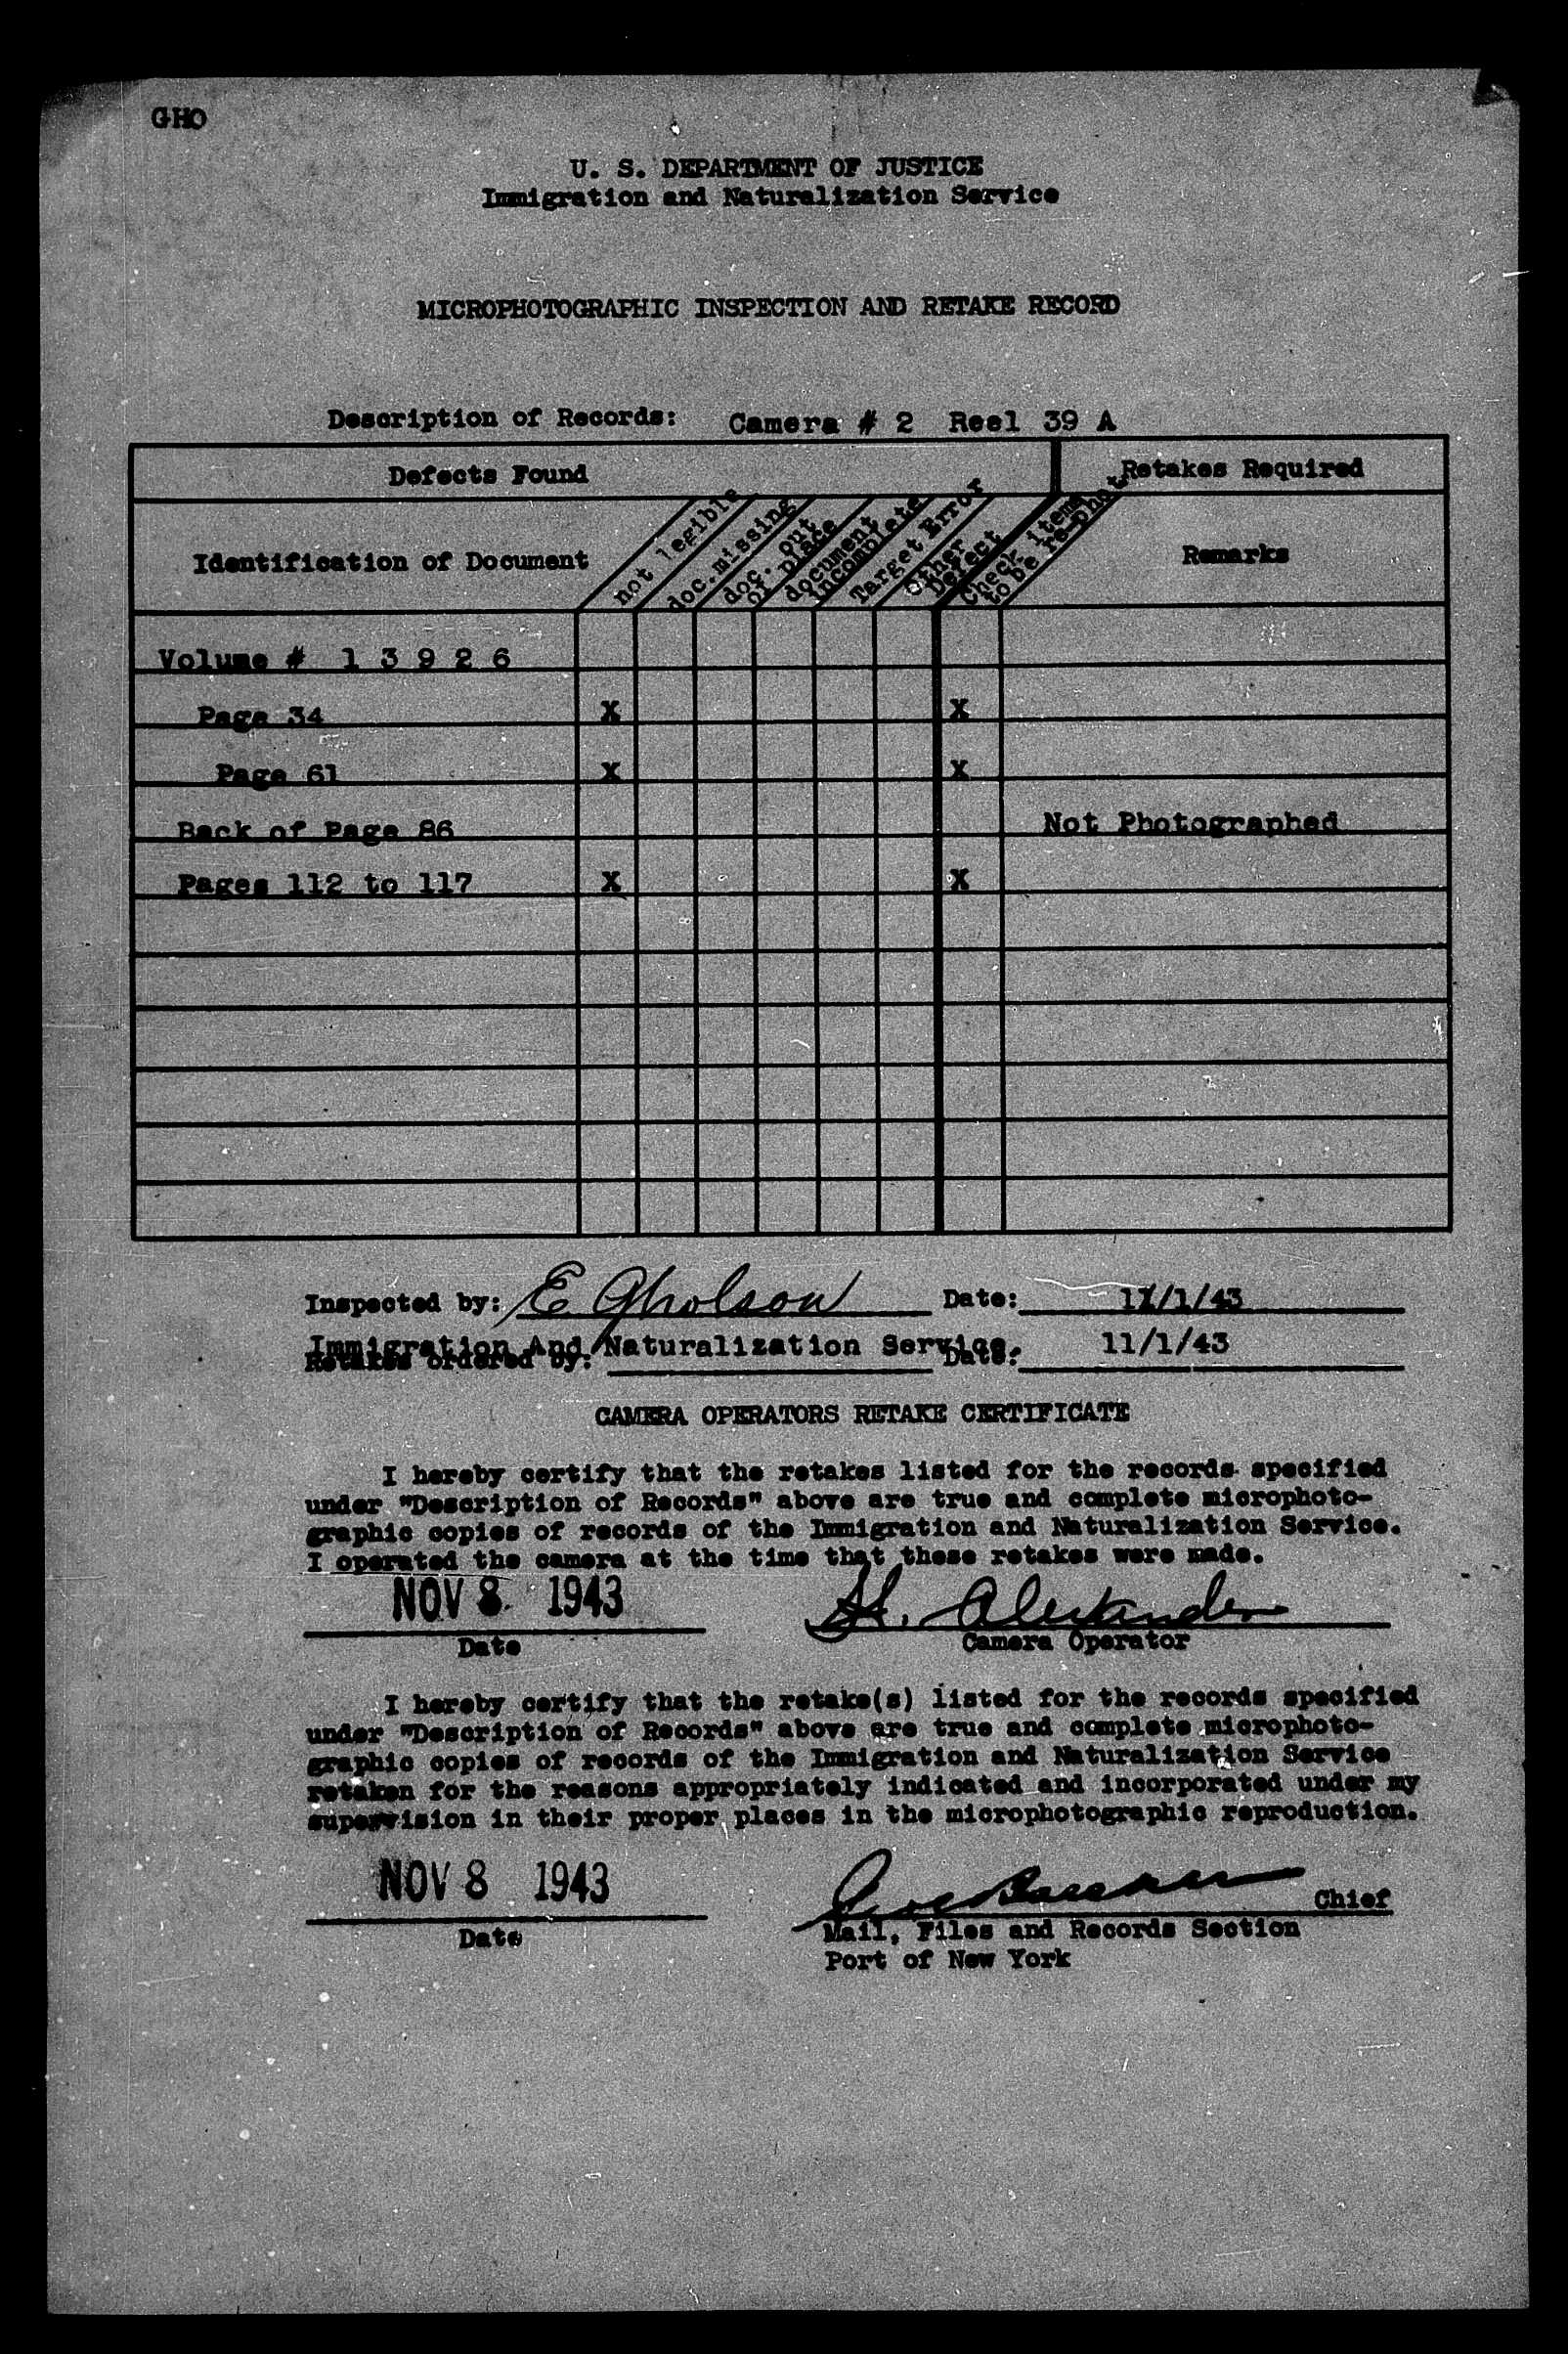 GHO
U. S. DEPARTMENT OF JUSTICE
Immigration and Naturalization Service
MICROPHOTOGRAPHIC INSPECTION AND RETAKE RECORD
Description of Records: Camera # 2 Reel 39 A
Defects Found
Retakes Required
Identification of Document
not legible
doc. missing
doc. out
of place
document
incomplete
Target Error
Other
Defect
Check items
to be re-phot
Remarks
Volume # 1 3 9 2 6
Page 34 X X
Page 61 X X
Back of Page 86 Not Photographed
Pages 112 to 117 X X
Inspected by: E Gholson Date: 11/1/43
Immigration And Naturalization Service. 11/1/43
Retakes ordered by: Date:
CAMERA OPERATORS RETAKE CERTIFICATE
I hereby certify that the retakes listed for the records specified
under "Description of Records" above are true and complete microphoto-
graphic copies of records of the Immigration and Naturalization Service.
I operated the camera at the time that these retakes were made.
NOV 8 1943 H. Alexander
Date Camera Operator
I hereby certify that the retake(s) listed for the records specified
under "Description of Records" above are true and complete microphoto-
graphic copies of records of the Immigration and Naturalization Service
retaken for the reasons appropriately indicated and incorporated under my
supervision in their proper places in the microphotographic reproduction.
NOV 8 1943
Chief
Date
Mail, Files and Records Section
Port of New York